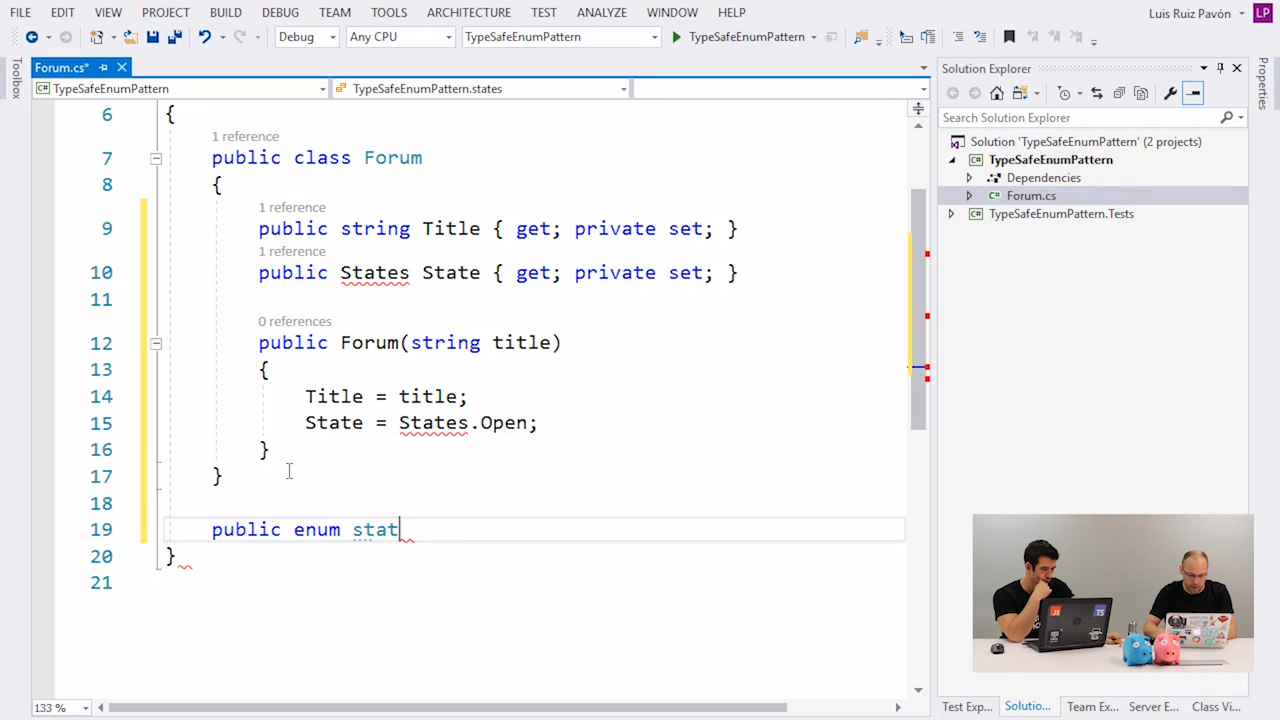 FILE EDIT VIEW PROJECT BUILD DEBUG TEAM TOOLS ARCHITECTURE TEST ANALYZE WINDOW HELP Luis Ruiz Pavón LP
Debug Any CPU TypeSafeEnumPattern TypeSafeEnumPattern
Toolbox
Forum.cs*
TypeSafeEnumPattern TypeSafeEnumPattern.states
6 {
1 reference
7 public class Forum
8 {
1 reference
9 public string Title { get; private set; }
1 reference
10 public States State { get; private set; }
11
0 references
12 public Forum(string title)
13 {
14 Title = title;
15 State = States.Open;
16 }
17 }
18
19 public enum stat
20 }
21
133 %
Solution Explorer
Search Solution Explorer
Solution 'TypeSafeEnumPattern' (2 projects)
TypeSafeEnumPattern
Dependencies
Forum.cs
TypeSafeEnumPattern.Tests
JS TS
Test Exp... Solutio... Team Ex... Server E... Class Vi...
Properties